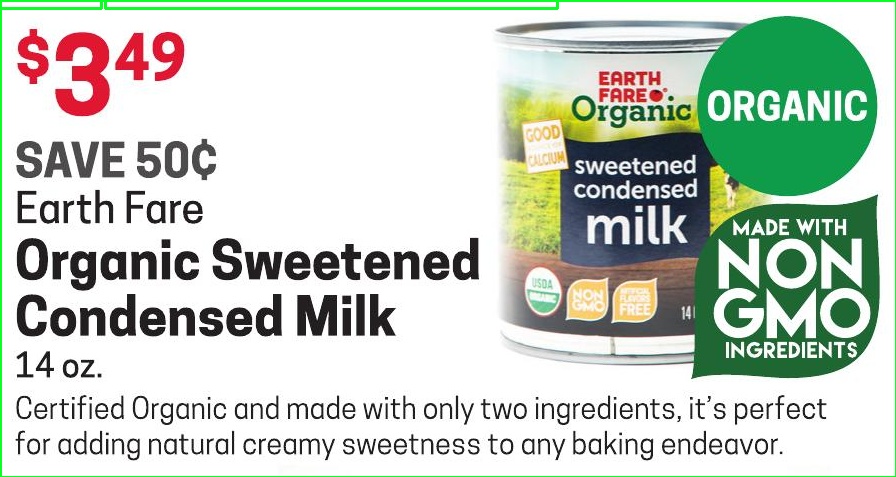 $3.49
SAVE 50¢
Earth Fare
Organic Sweetened
Condensed Milk
14 oz.
Certified Organic and made with only two ingredients, it's perfect
for adding natural creamy sweetness to any baking endeavor.
EARTH
FARE
Organic
GOOD
CALCIUM
sweetened
condensed
milk
USDA
ORGANIC
NON
GMO
ARTIFICIAL
FLAVORS
FREE
14
ORGANIC
MADE WITH
NON
GMO
INGREDIENTS